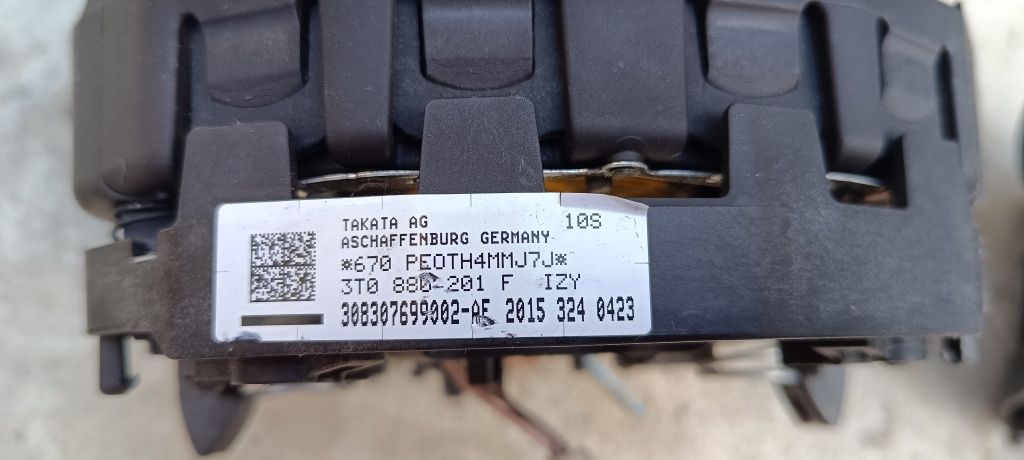 TAKATA AG 10S
ASCHAFFENBURG GERMANY
*670 PEOTH4MMJ7J*
3T0 880-201 F IZY
308307699002-AE 2015 324 0423